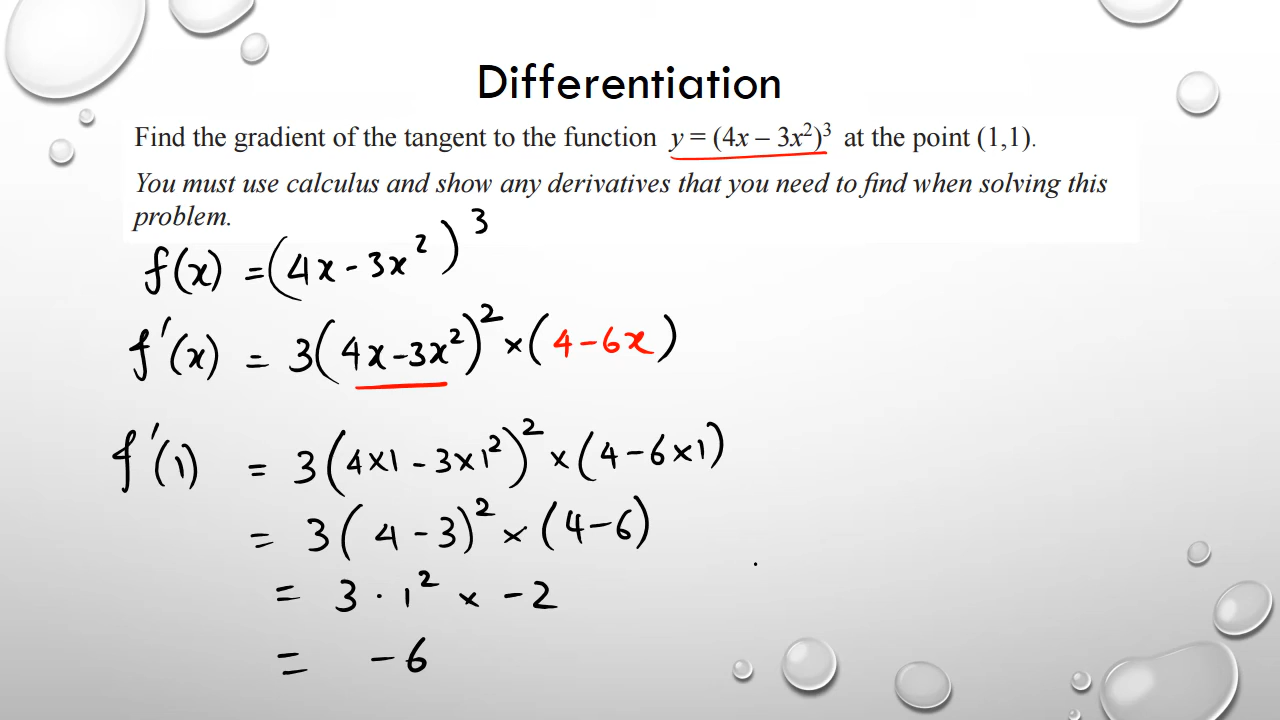 Differentiation
Find the gradient of the tangent to the function y = (4x – 3x²)³ at the point (1,1).
You must use calculus and show any derivatives that you need to find when solving this
problem.
f(x) = (4x - 3x²)³
f'(x) = 3(4x - 3x²)² × (4 - 6x)
f'(1) = 3(4×1 - 3×1²)² × (4 - 6×1)
= 3(4 - 3)² × (4 - 6)
= 3 · 1² × -2
= -6